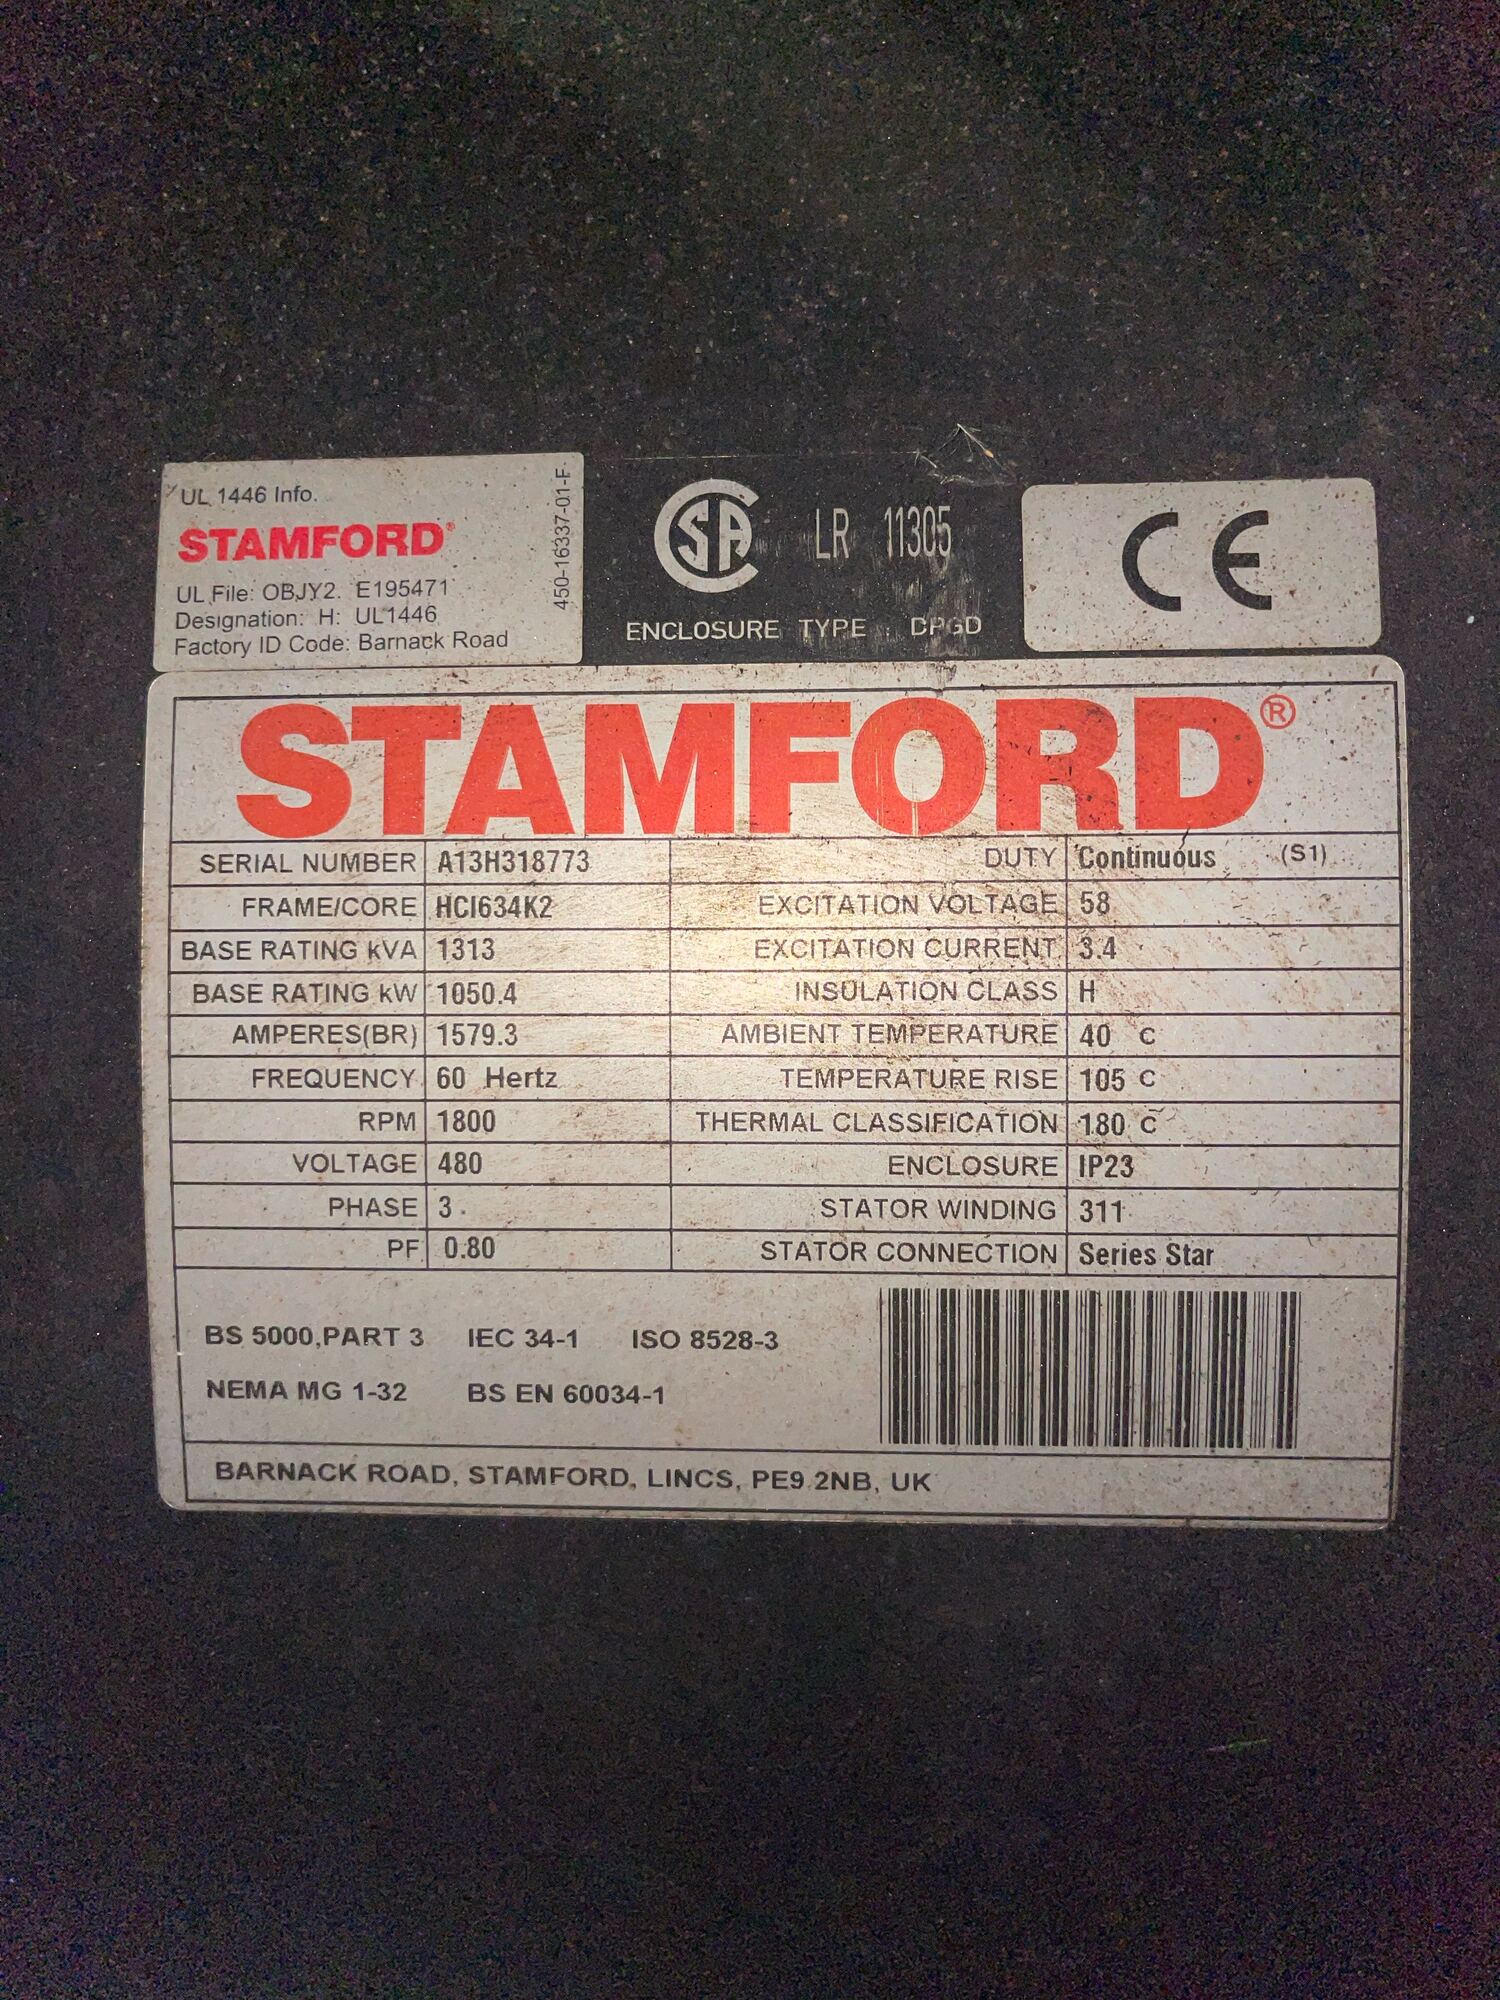 UL 1446 Info.
STAMFORD®
UL File: OBJY2. E195471
Designation: H: UL1446
Factory ID Code: Barnack Road
450-16337-01-F.
SA LR 11305
ENCLOSURE TYPE DPGD
CE
STAMFORD®
SERIAL NUMBER A13H318773 DUTY Continuous (S1)
FRAME/CORE HCI634K2 EXCITATION VOLTAGE 58
BASE RATING kVA 1313 EXCITATION CURRENT 3.4
BASE RATING kW 1050.4 INSULATION CLASS H
AMPERES(BR) 1579.3 AMBIENT TEMPERATURE 40 C
FREQUENCY 60 Hertz TEMPERATURE RISE 105 C
RPM 1800 THERMAL CLASSIFICATION 180 C
VOLTAGE 480 ENCLOSURE IP23
PHASE 3 STATOR WINDING 311
PF 0.80 STATOR CONNECTION Series Star
BS 5000,PART 3 IEC 34-1 ISO 8528-3
NEMA MG 1-32 BS EN 60034-1
BARNACK ROAD, STAMFORD, LINCS, PE9 2NB, UK